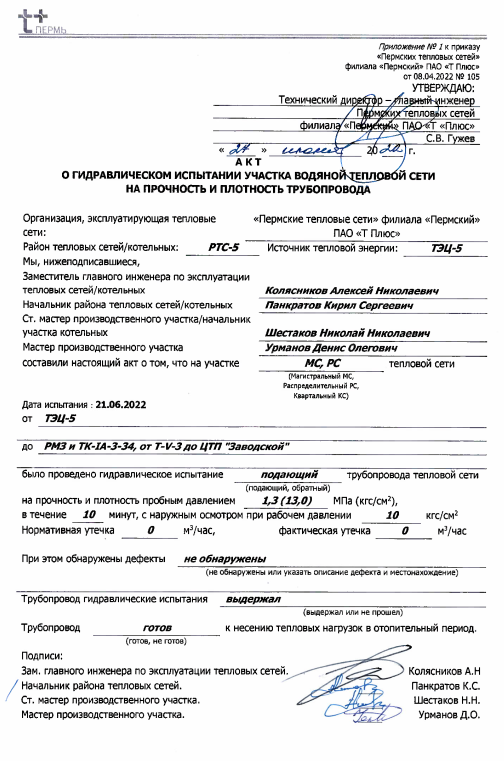 т+
ПЕРМЬ
Приложение № 1 к приказу
«Пермских тепловых сетей»
филиала «Пермский» ПАО «Т Плюс»
от 08.04.2022 № 105
УТВЕРЖДАЮ:
Технический директор – главный инженер
Пермских тепловых сетей
филиала «Пермский» ПАО «Т «Плюс»
С.В. Гужев
« 24 » июля 2022 г.
АКТ
О ГИДРАВЛИЧЕСКОМ ИСПЫТАНИИ УЧАСТКА ВОДЯНОЙ ТЕПЛОВОЙ СЕТИ
НА ПРОЧНОСТЬ И ПЛОТНОСТЬ ТРУБОПРОВОДА
Организация, эксплуатирующая тепловые сети: «Пермские тепловые сети» филиала «Пермский» ПАО «Т Плюс»
Район тепловых сетей/котельных: РТС-5 Источник тепловой энергии: ТЭЦ-5
Мы, нижеподписавшиеся,
Заместитель главного инженера по эксплуатации
тепловых сетей/котельных Колясников Алексей Николаевич
Начальник района тепловых сетей/котельных Панкратов Кирил Сергеевич
Ст. мастер производственного участка/начальник
участка котельных Шестаков Николай Николаевич
Мастер производственного участка Урманов Денис Олегович
составили настоящий акт о том, что на участке МС, РС тепловой сети
(Магистральный МС,
Распределительный РС,
Квартальный КС)
Дата испытания : 21.06.2022
от ТЭЦ-5
до РМЗ и ТК-IА-3-34, от Т-V-3 до ЦТП "Заводской"
было проведено гидравлическое испытание подающий трубопровода тепловой сети
(подающий, обратный)
на прочность и плотность пробным давлением 1,3 (13,0) МПа (кгс/см²),
в течение 10 минут, с наружным осмотром при рабочем давлении 10 кгс/см²
Нормативная утечка 0 м³/час, фактическая утечка 0 м³/час
При этом обнаружены дефекты не обнаружены
(не обнаружены или указать описание дефекта и местонахождение)
Трубопровод гидравлические испытания выдержал
(выдержал или не прошел)
Трубопровод готов к несению тепловых нагрузок в отопительный период.
(готов, не готов)
Подписи:
Зам. главного инженера по эксплуатации тепловых сетей. Колясников А.Н
Начальник района тепловых сетей. Панкратов К.С.
Ст. мастер производственного участка. Шестаков Н.Н.
Мастер производственного участка. Урманов Д.О.